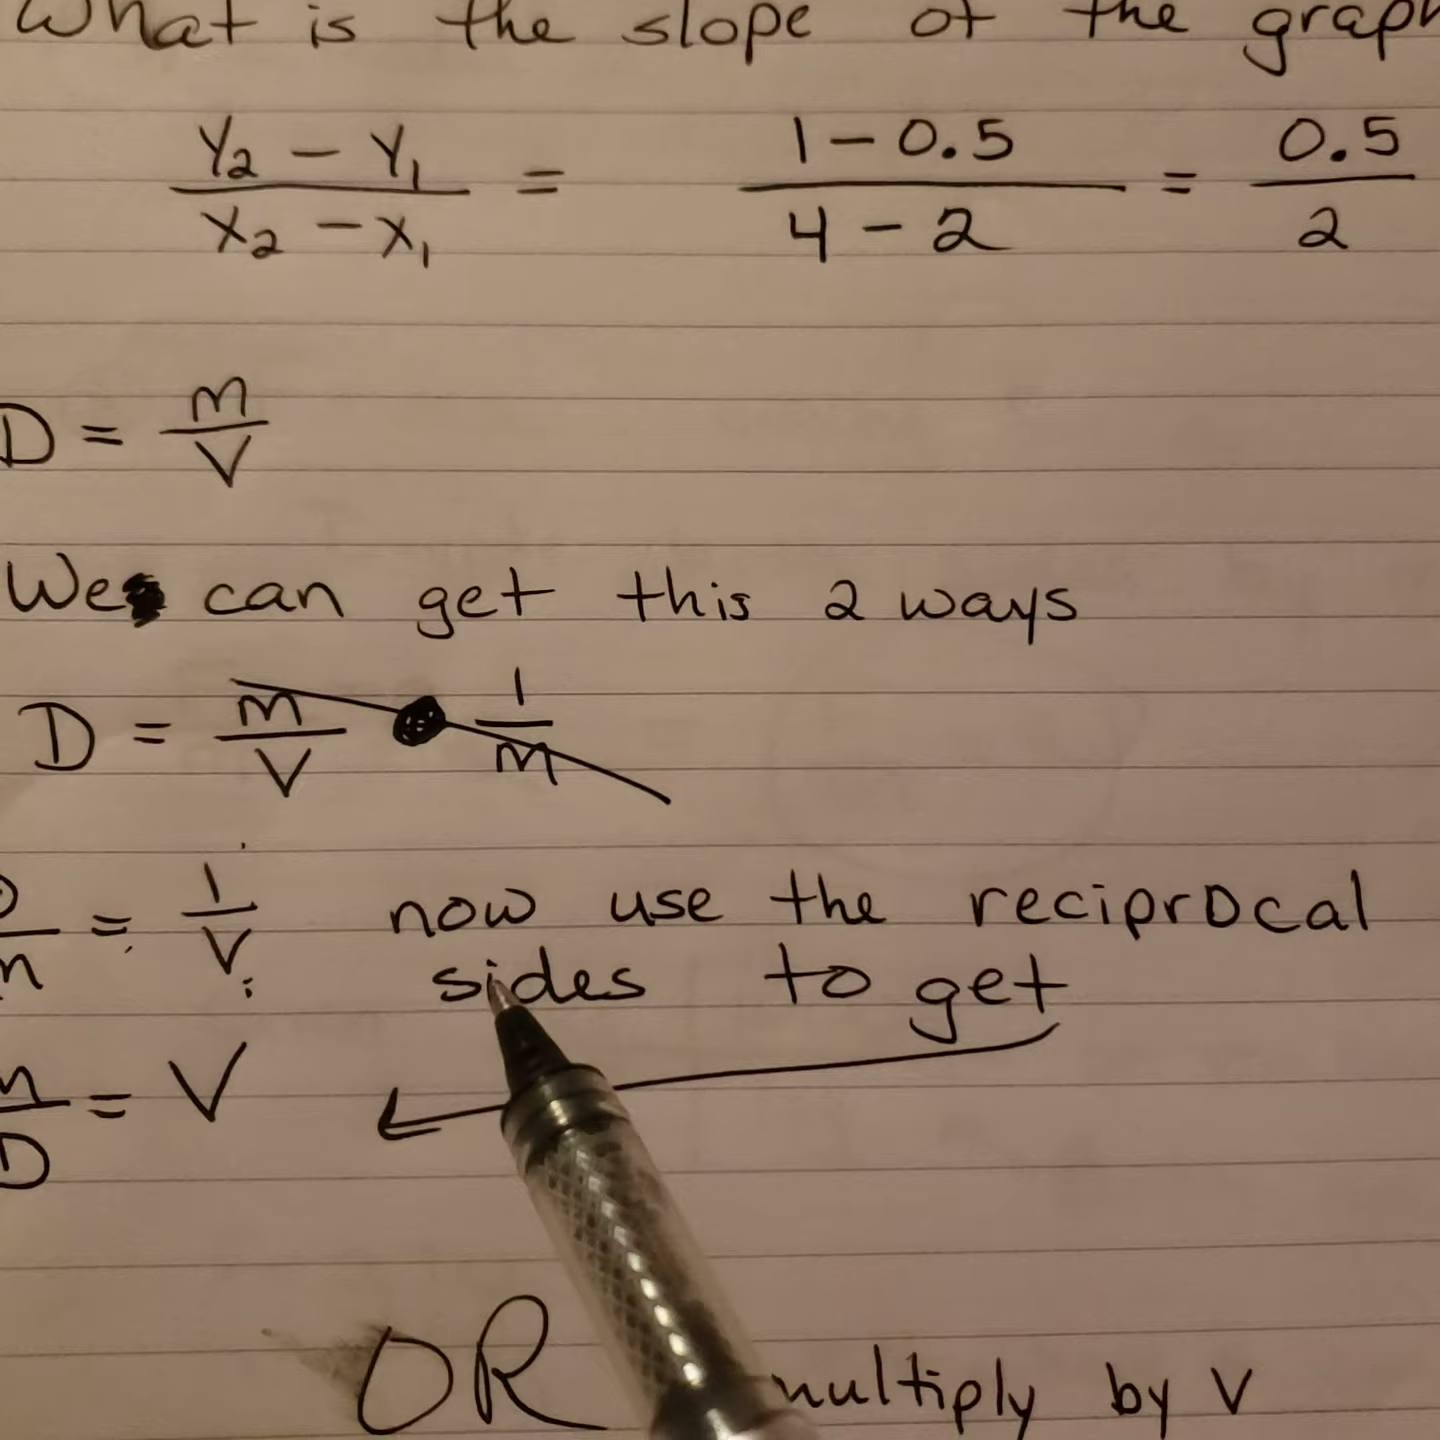 What is the slope of the graph
Y₂ - Y₁ / X₂ - X₁ = 1 - 0.5 / 4 - 2 = 0.5 / 2
D = m / V
We can get this 2 ways
D = m / V • 1 / m
D / m = 1 / V now use the reciprocal
sides to get
m / D = V
OR multiply by V